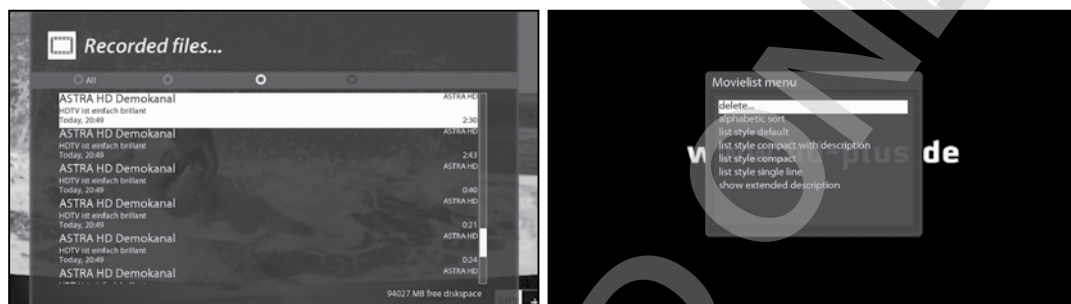 Recorded files...
All
ASTRA HD Demokanal ASTRA HD
HDTV ist einfach brillant
Today, 20:49 2:30
ASTRA HD Demokanal ASTRA HD
HDTV ist einfach brillant
Today, 20:49 2:43
ASTRA HD Demokanal ASTRA HD
HDTV ist einfach brillant
Today, 20:49 0:40
ASTRA HD Demokanal ASTRA HD
HDTV ist einfach brillant
Today, 20:49 0:21
ASTRA HD Demokanal ASTRA HD
HDTV ist einfach brillant
Today, 20:49 0:24
ASTRA HD Demokanal ASTRA HD
94027 MB free diskspace
Movielist menu
delete...
alphabetic sort
list style default
list style compact with description
list style compact
list style single line
show extended description
de